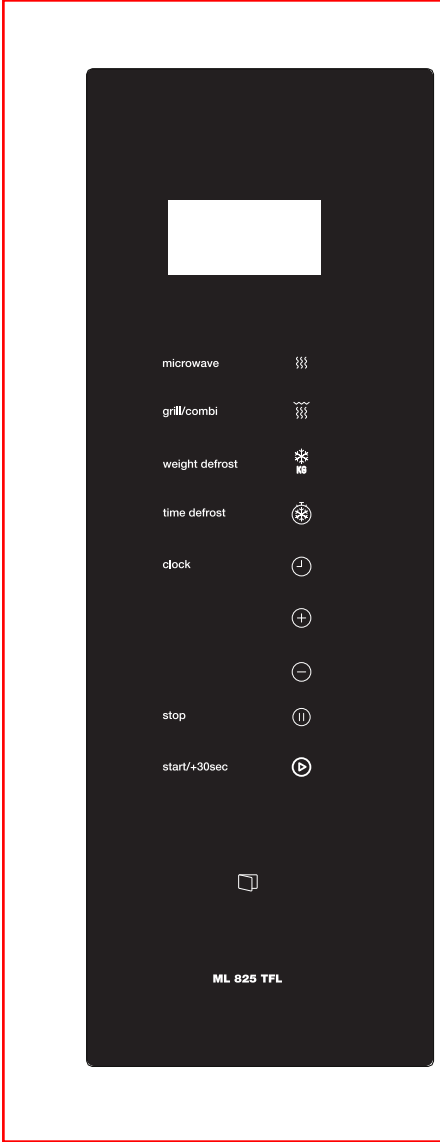 microwave
grill/combi
weight defrost
KG
time defrost
clock
stop
start/+30sec
ML 825 TFL